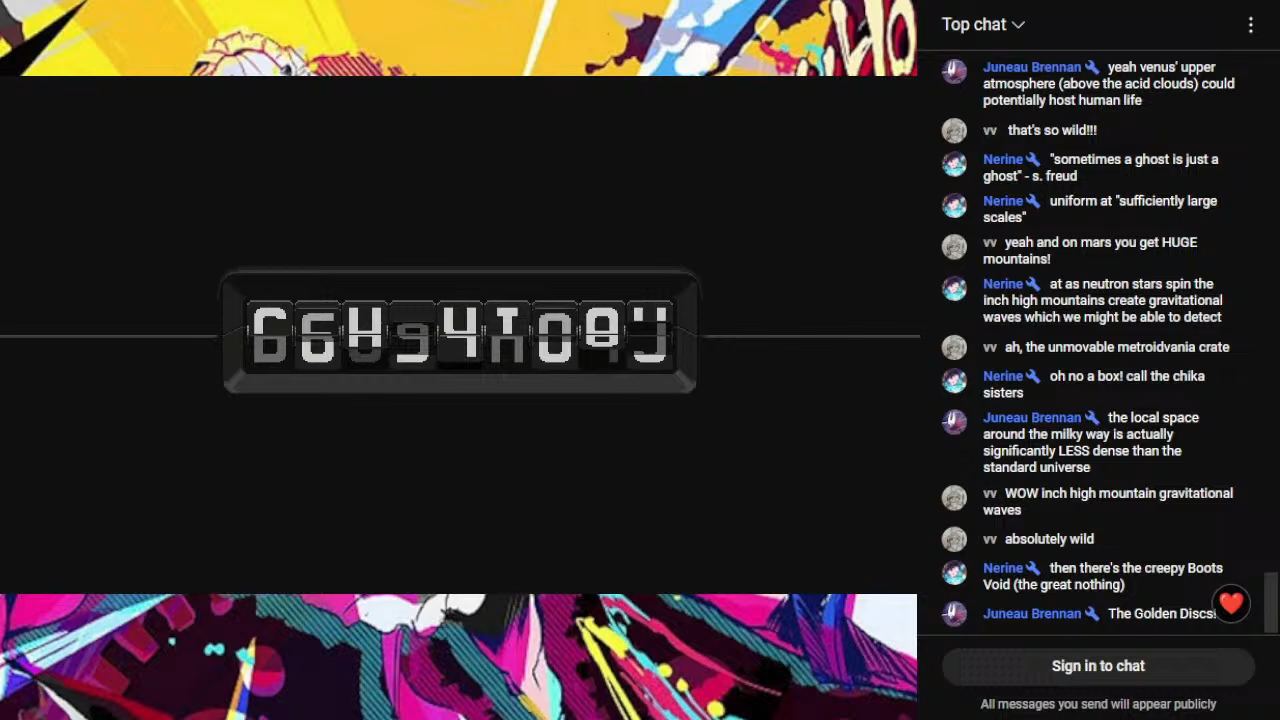 Top chat
Juneau Brennan yeah venus' upper
atmosphere (above the acid clouds) could
potentially host human life
vv that's so wild!!!
Nerine "sometimes a ghost is just a
ghost" - s. freud
Nerine uniform at "sufficiently large
scales"
vv yeah and on mars you get HUGE
mountains!
Nerine at as neutron stars spin the
inch high mountains create gravitational
waves which we might be able to detect
vv ah, the unmovable metroidvania crate
Nerine oh no a box! call the chika
sisters
Juneau Brennan the local space
around the milky way is actually
significantly LESS dense than the
standard universe
vv WOW inch high mountain gravitational
waves
vv absolutely wild
Nerine then there's the creepy Boots
Void (the great nothing)
Juneau Brennan The Golden Discs!
Sign in to chat
All messages you send will appear publicly